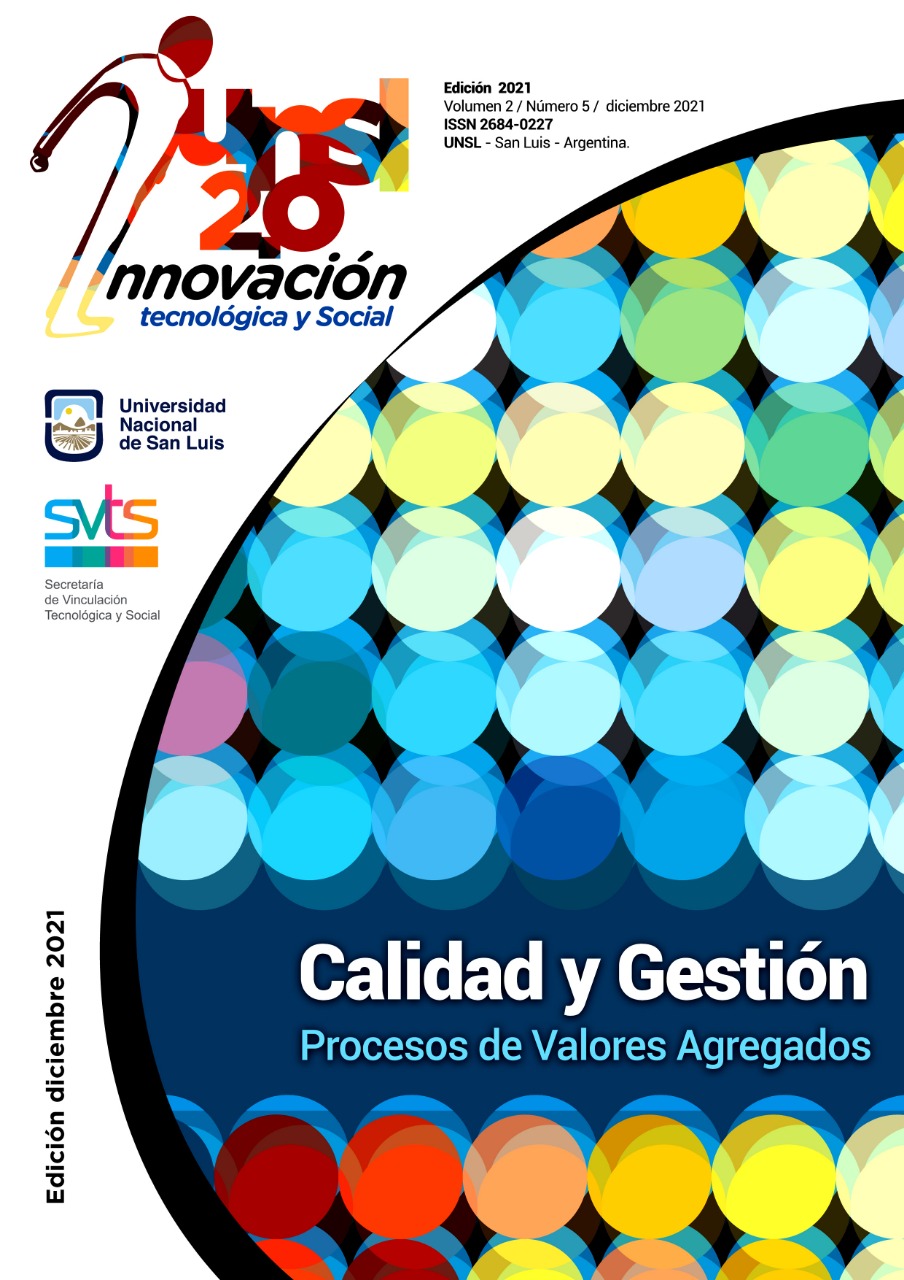 unsl
20
nnovación
tecnológica y Social
Edición 2021
Volumen 2 / Número 5 / diciembre 2021
ISSN 2684-0227
UNSL - San Luis - Argentina.
Universidad
Nacional
de San Luis
svts
Secretaría
de Vinculación
Tecnológica y Social
Edición diciembre 2021
Calidad y Gestión
Procesos de Valores Agregados